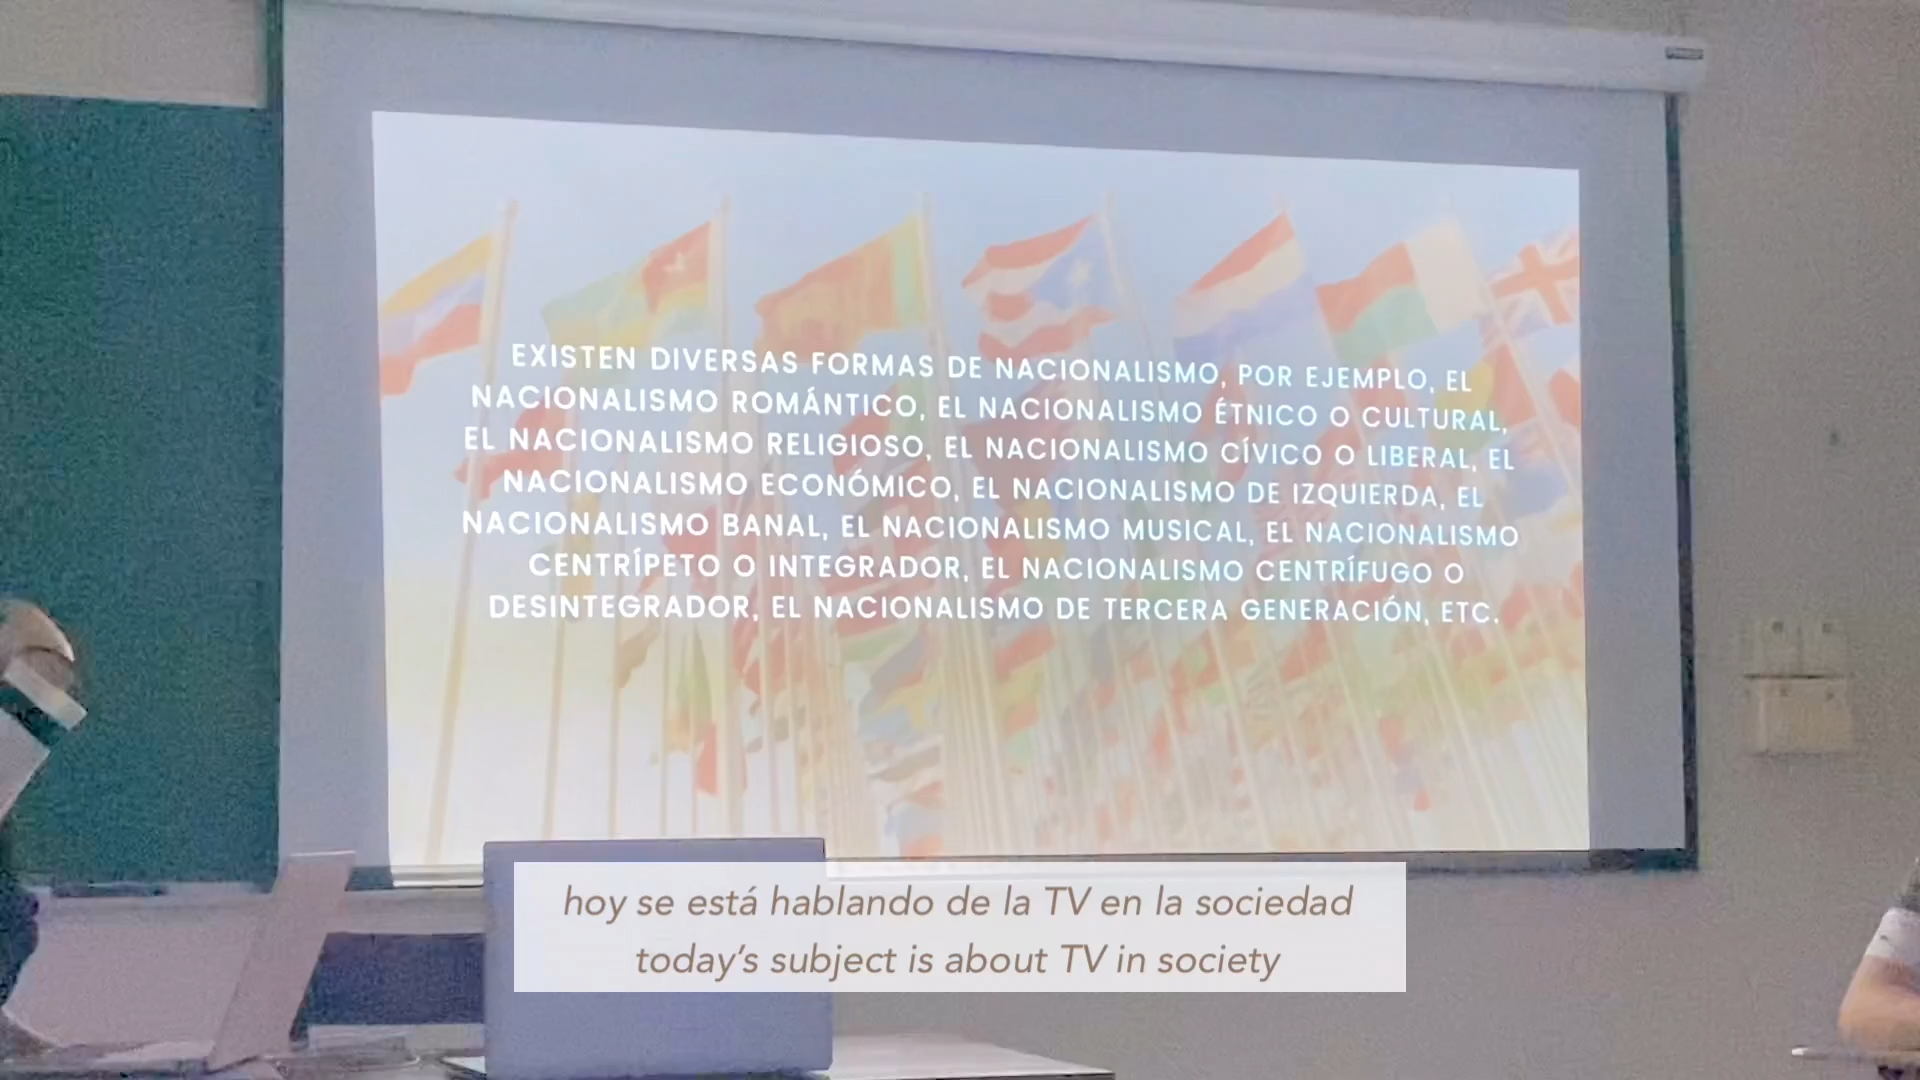 EXISTEN DIVERSAS FORMAS DE NACIONALISMO, POR EJEMPLO, EL
NACIONALISMO ROMÁNTICO, EL NACIONALISMO ÉTNICO O CULTURAL,
EL NACIONALISMO RELIGIOSO, EL NACIONALISMO CÍVICO O LIBERAL, EL
NACIONALISMO ECONÓMICO, EL NACIONALISMO DE IZQUIERDA, EL
NACIONALISMO BANAL, EL NACIONALISMO MUSICAL, EL NACIONALISMO
CENTRÍPETO O INTEGRADOR, EL NACIONALISMO CENTRÍFUGO O
DESINTEGRADOR, EL NACIONALISMO DE TERCERA GENERACIÓN, ETC.
hoy se está hablando de la TV en la sociedad
today's subject is about TV in society